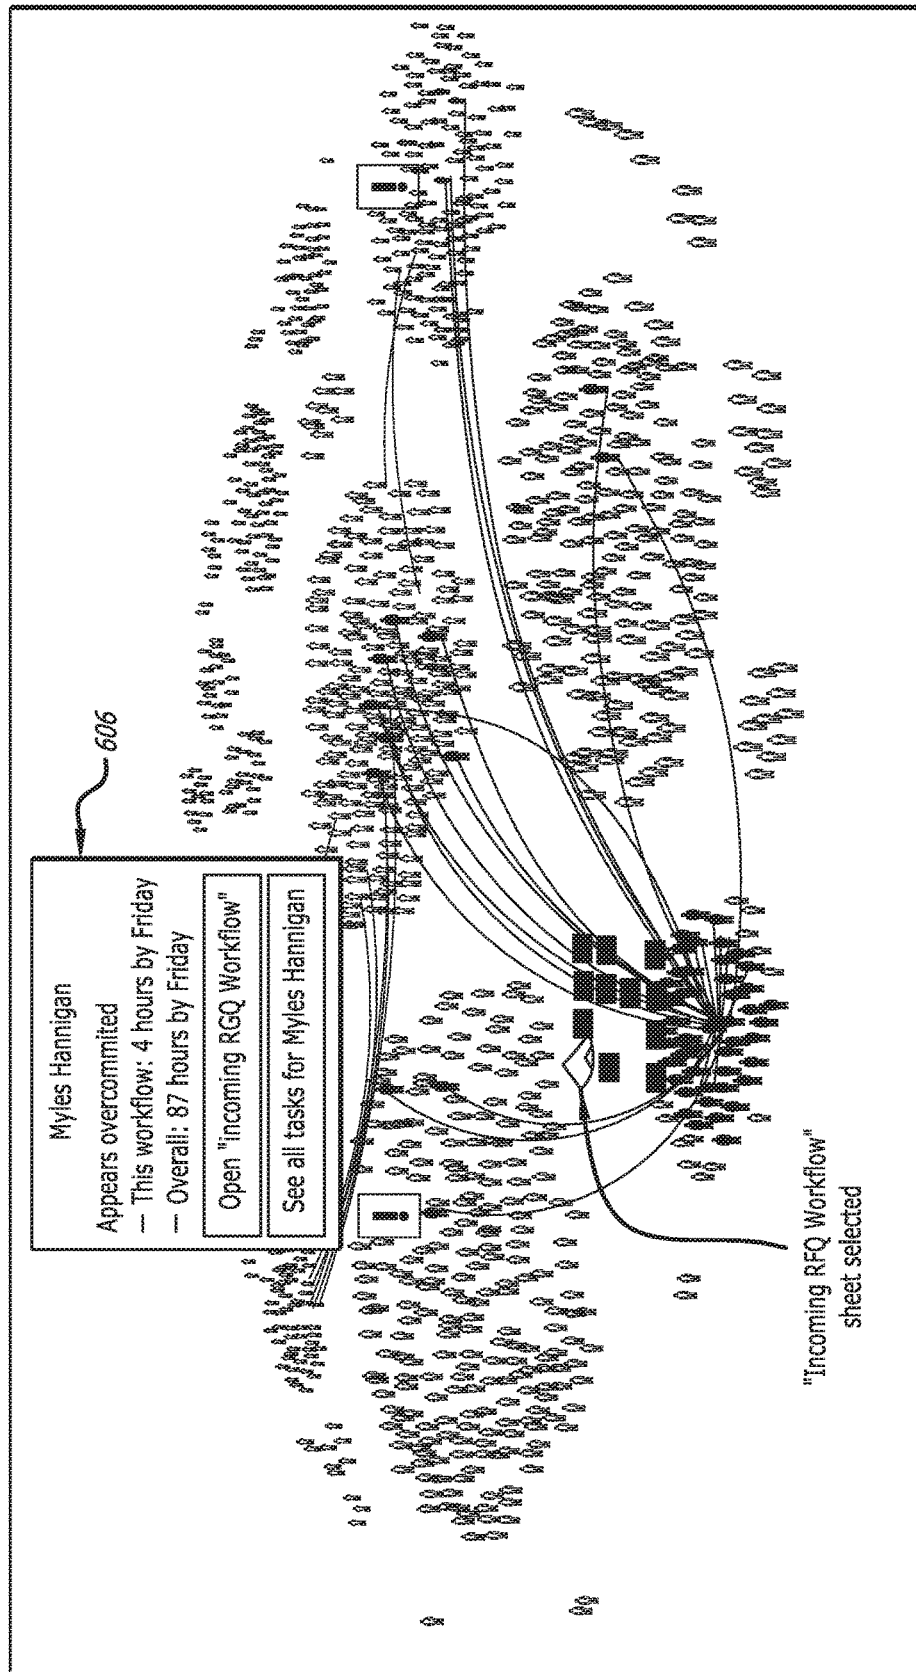 Myles Hannigan
Appears overcommited
— This workflow: 4 hours by Friday
— Overall: 87 hours by Friday
Open "incoming RGQ Workflow"
See all tasks for Myles Hannigan
606
!
!
"Incoming RFQ Workflow"
sheet selected